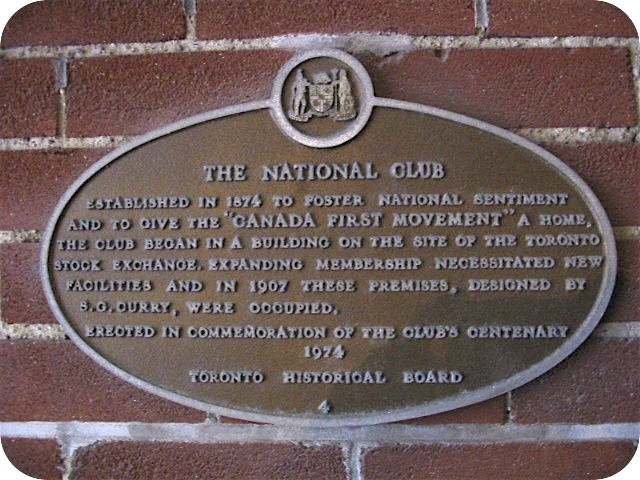 THE NATIONAL CLUB
ESTABLISHED IN 1874 TO FOSTER NATIONAL SENTIMENT
AND TO GIVE THE "CANADA FIRST MOVEMENT" A HOME,
THE CLUB BEGAN IN A BUILDING ON THE SITE OF THE TORONTO
STOCK EXCHANGE. EXPANDING MEMBERSHIP NECESSITATED NEW
FACILITIES AND IN 1907 THESE PREMISES, DESIGNED BY
S.G. CURRY, WERE OCCUPIED.
ERECTED IN COMMEMORATION OF THE CLUB'S CENTENARY
1974
TORONTO HISTORICAL BOARD
4